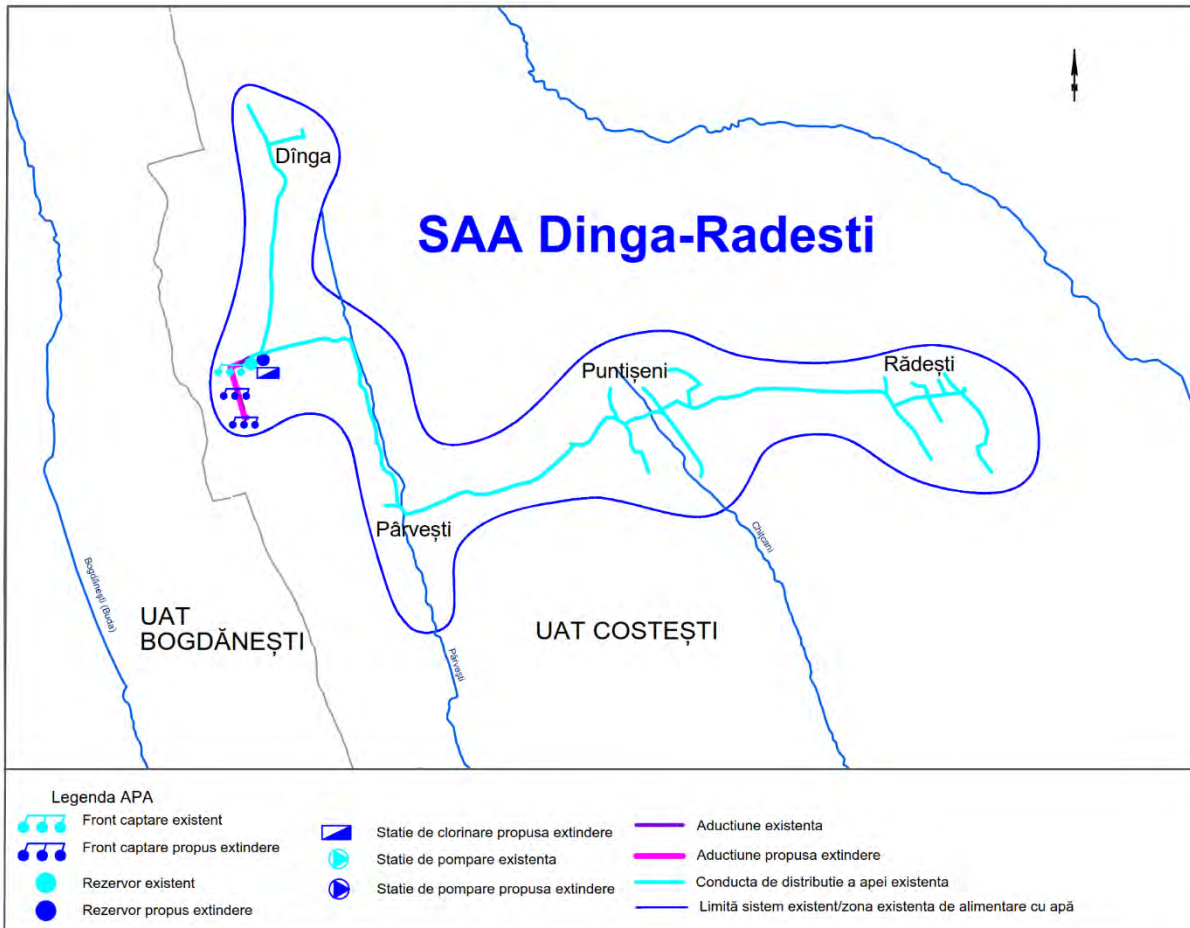 Dînga
SAA Dinga-Radesti
Puntișeni
Rădești
Pârvești
Chițcani
Bogdănești (Buda)
UAT
BOGDĂNEȘTI
UAT COSTEȘTI
Pârvești
Legenda APA
Front captare existent
Front captare propus extindere
Rezervor existent
Rezervor propus extindere
Statie de clorinare propusa extindere
Statie de pompare existenta
Statie de pompare propusa extindere
Aductiune existenta
Aductiune propusa extindere
Conducta de distributie a apei existenta
Limită sistem existent/zona existenta de alimentare cu apă